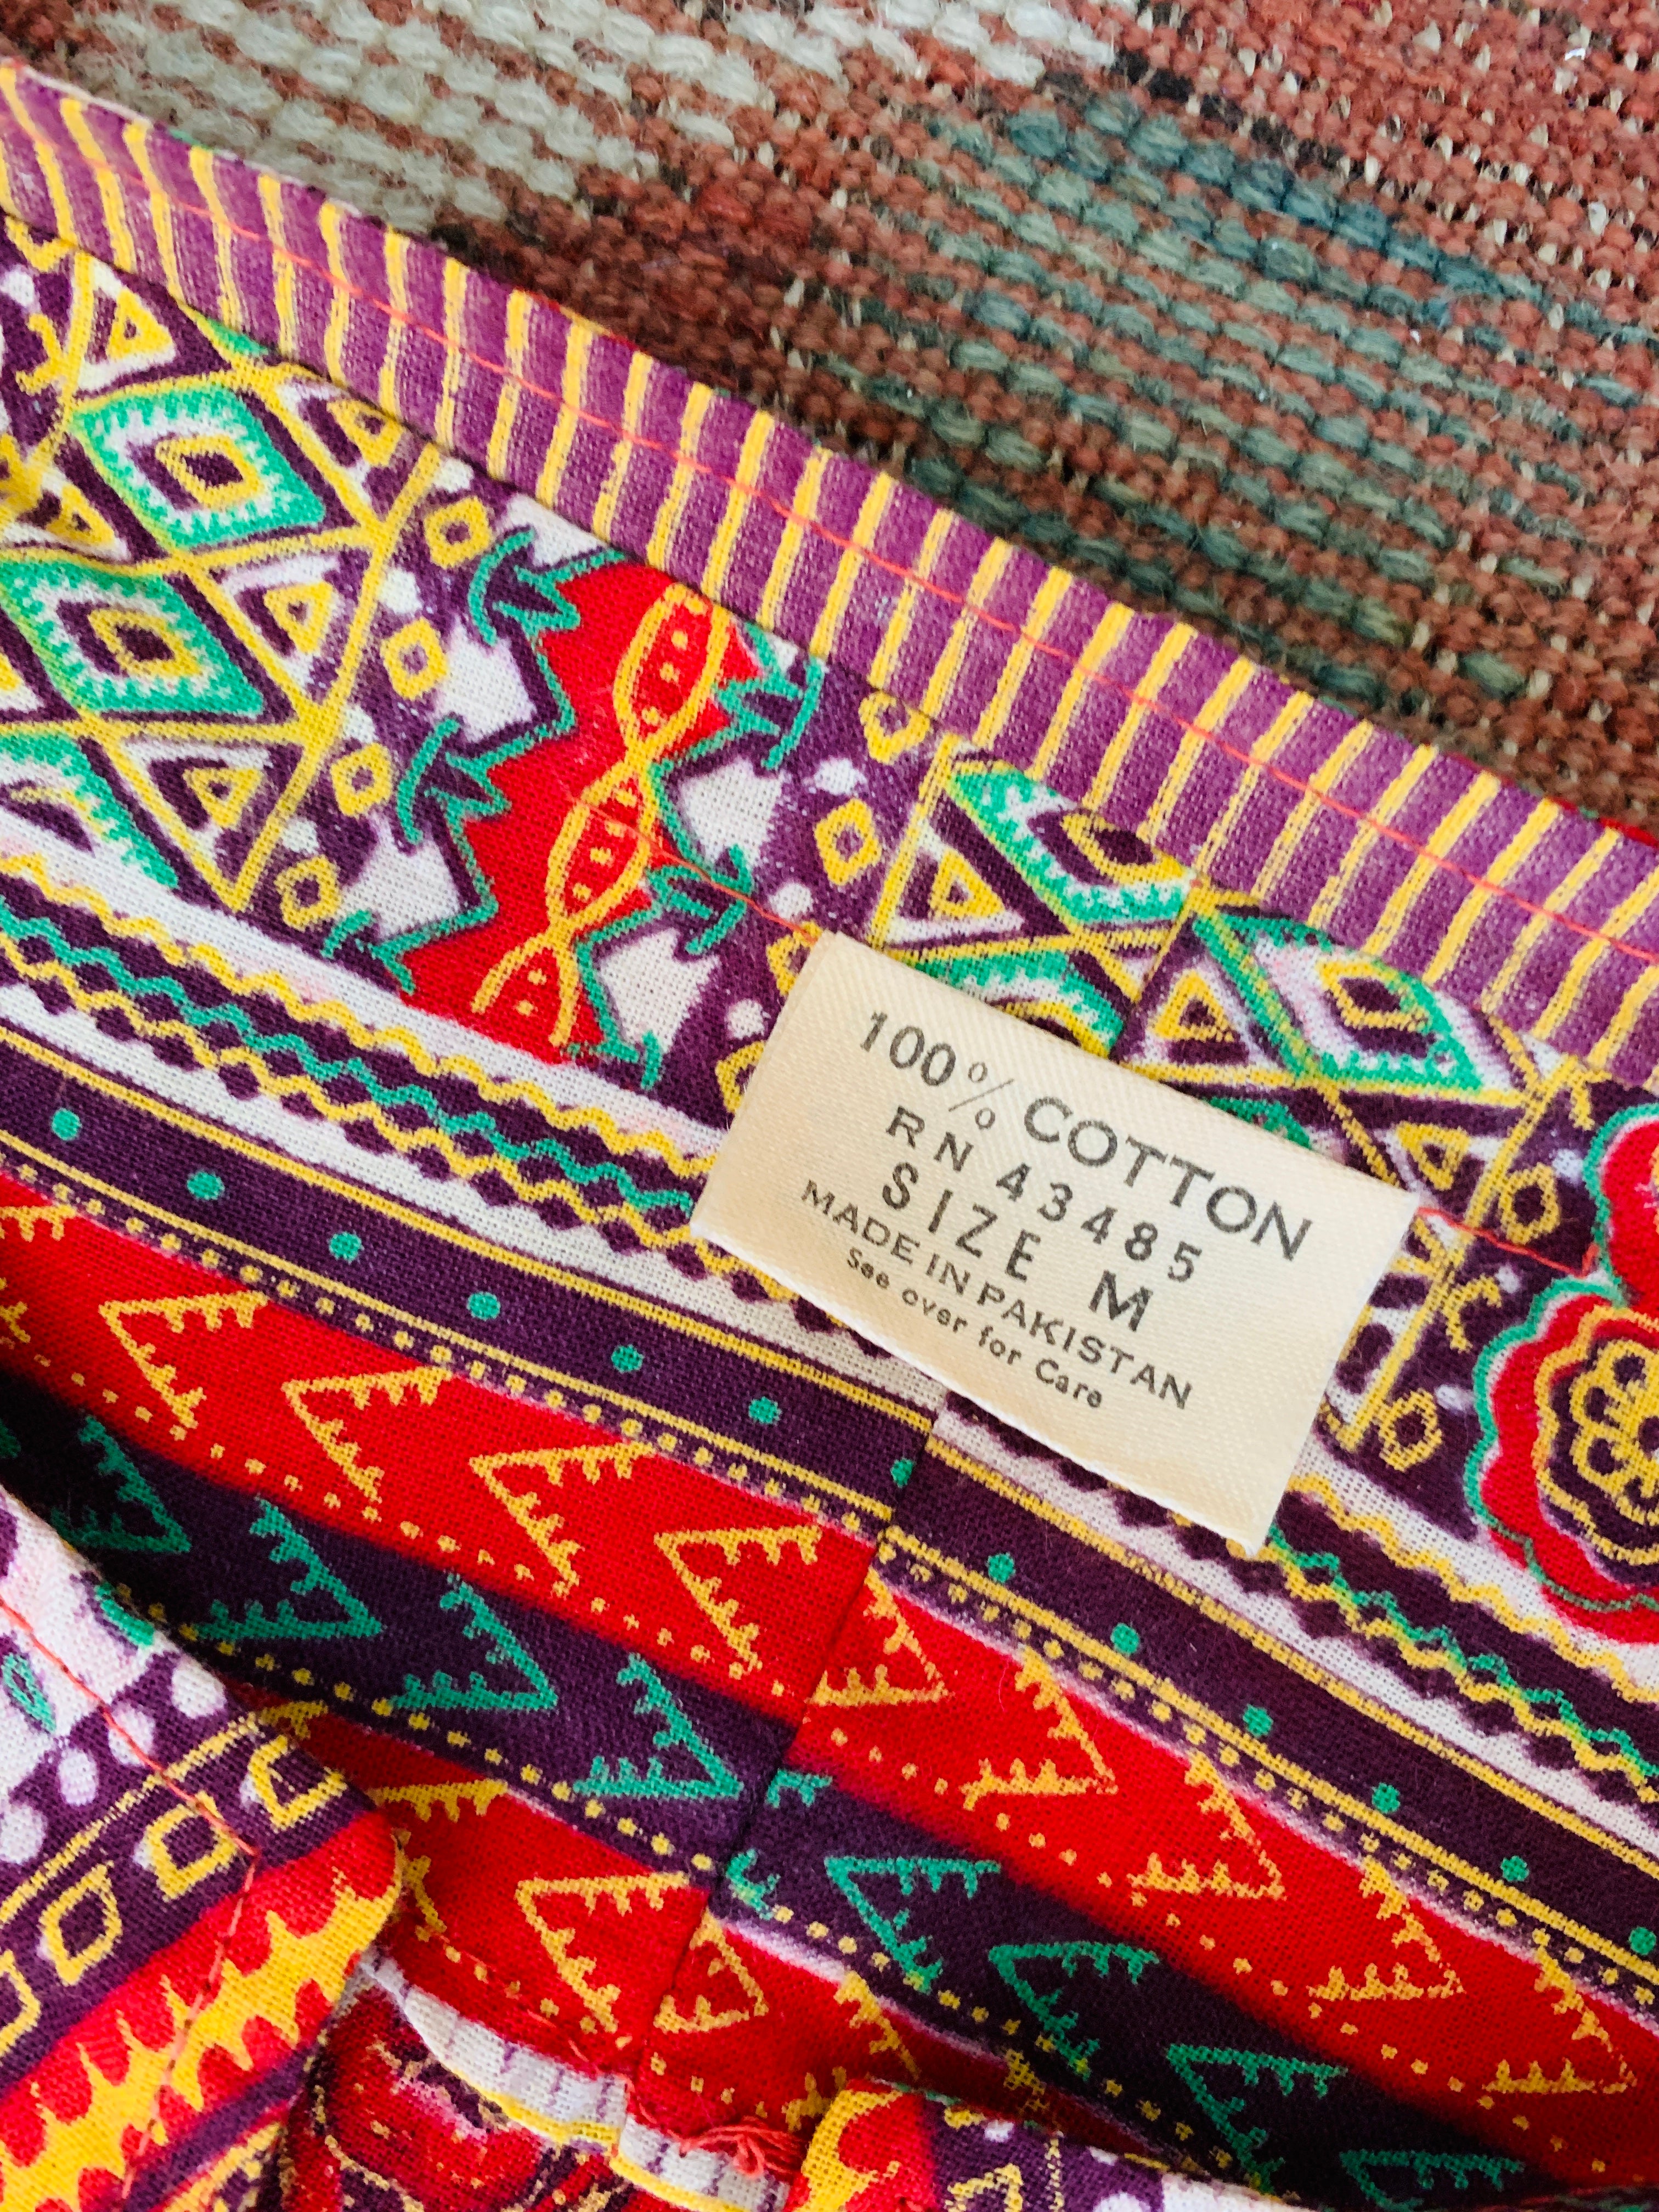 100% COTTON
RN 43485
SIZE M
MADE IN PAKISTAN
See over for Care